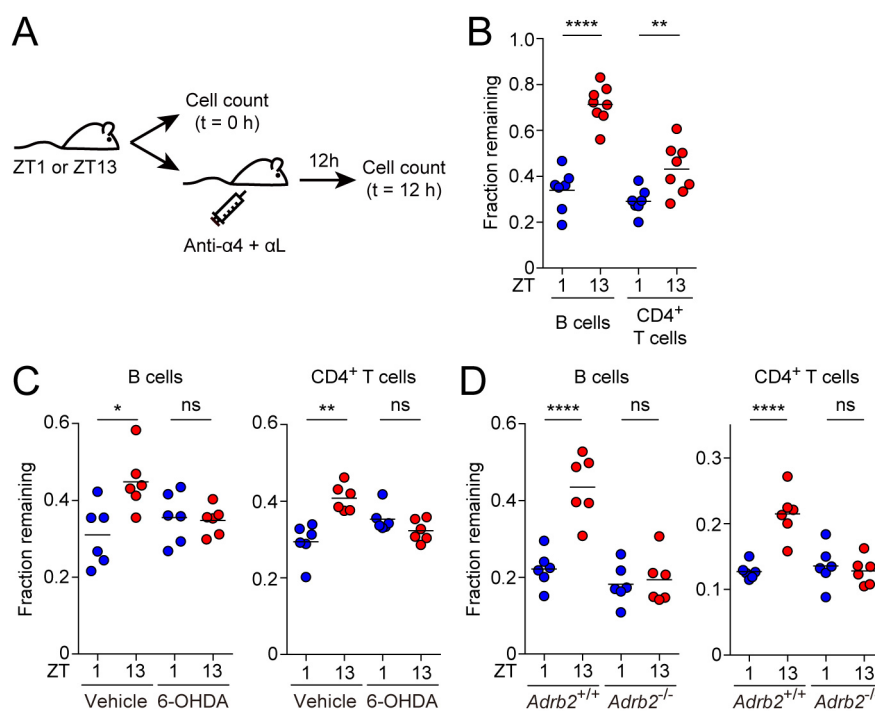 A
ZT1 or ZT13
Cell count
(t = 0 h)
Anti-α4 + αL
12h
Cell count
(t = 12 h)
B
**** **
Fraction remaining
1.0
0.8
0.6
0.4
0.2
0
ZT 1 13 1 13
B cells
CD4+
T cells
C
B cells
* ns
Fraction remaining
0.6
0.4
0.2
0
ZT 1 13 1 13
Vehicle 6-OHDA
CD4+ T cells
** ns
0.6
0.4
0.2
0
1 13 1 13
Vehicle 6-OHDA
D
B cells
**** ns
Fraction remaining
0.6
0.4
0.2
0
ZT 1 13 1 13
Adrb2+/+ Adrb2-/-
CD4+ T cells
**** ns
0.3
0.2
0.1
0
1 13 1 13
Adrb2+/+ Adrb2-/